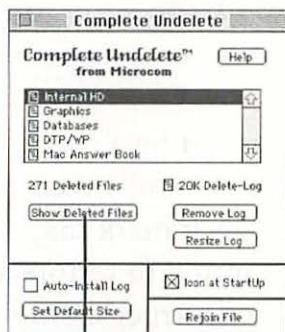 Complete Undelete
Complete Undelete™
from Microcom
Help
Internal HD
Graphics
Databases
DTP/WP
Mac Answer Book
271 Deleted Files
20K Delete-Log
Show Deleted Files
Remove Log
Resize Log
Auto-Install Log
Icon at StartUp
Set Default Size
Rejoin File